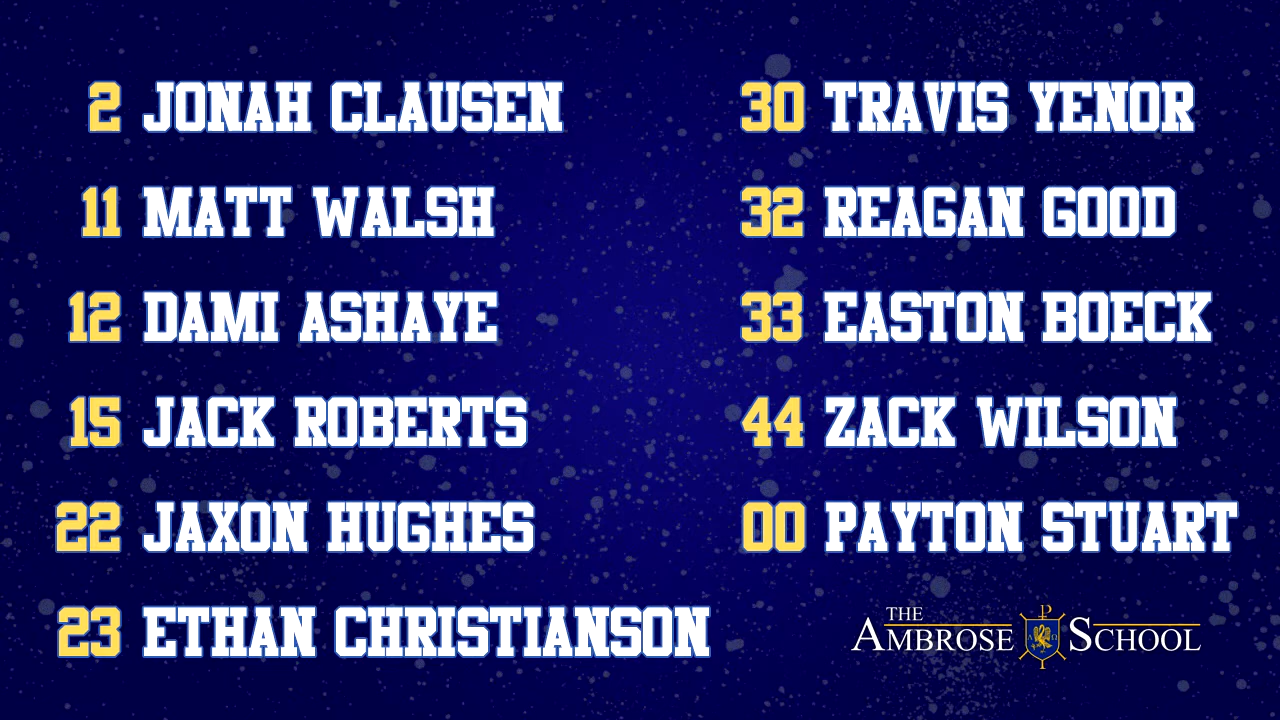 2 JONAH CLAUSEN
11 MATT WALSH
12 DAMI ASHAYE
15 JACK ROBERTS
22 JAXON HUGHES
23 ETHAN CHRISTIANSON
30 TRAVIS YENOR
32 REAGAN GOOD
33 EASTON BOECK
44 ZACK WILSON
00 PAYTON STUART
THE
AMBROSE SCHOOL